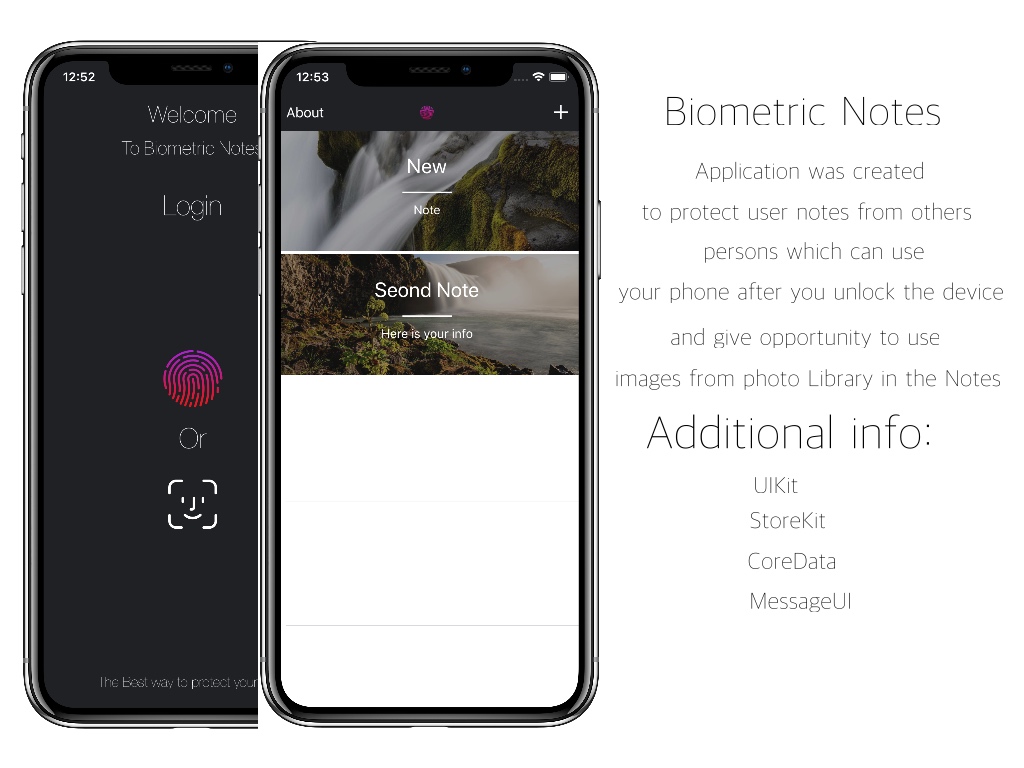 12:52
Welcome
To Biometric Notes
Login
Or
The Best way to protect your
12:53
About
New
Note
Seond Note
Here is your info
Biometric Notes
Application was created
to protect user notes from others
persons which can use
your phone after you unlock the device
and give opportunity to use
images from photo Library in the Notes
Additional info:
UIKit
StoreKit
CoreData
MessageUI